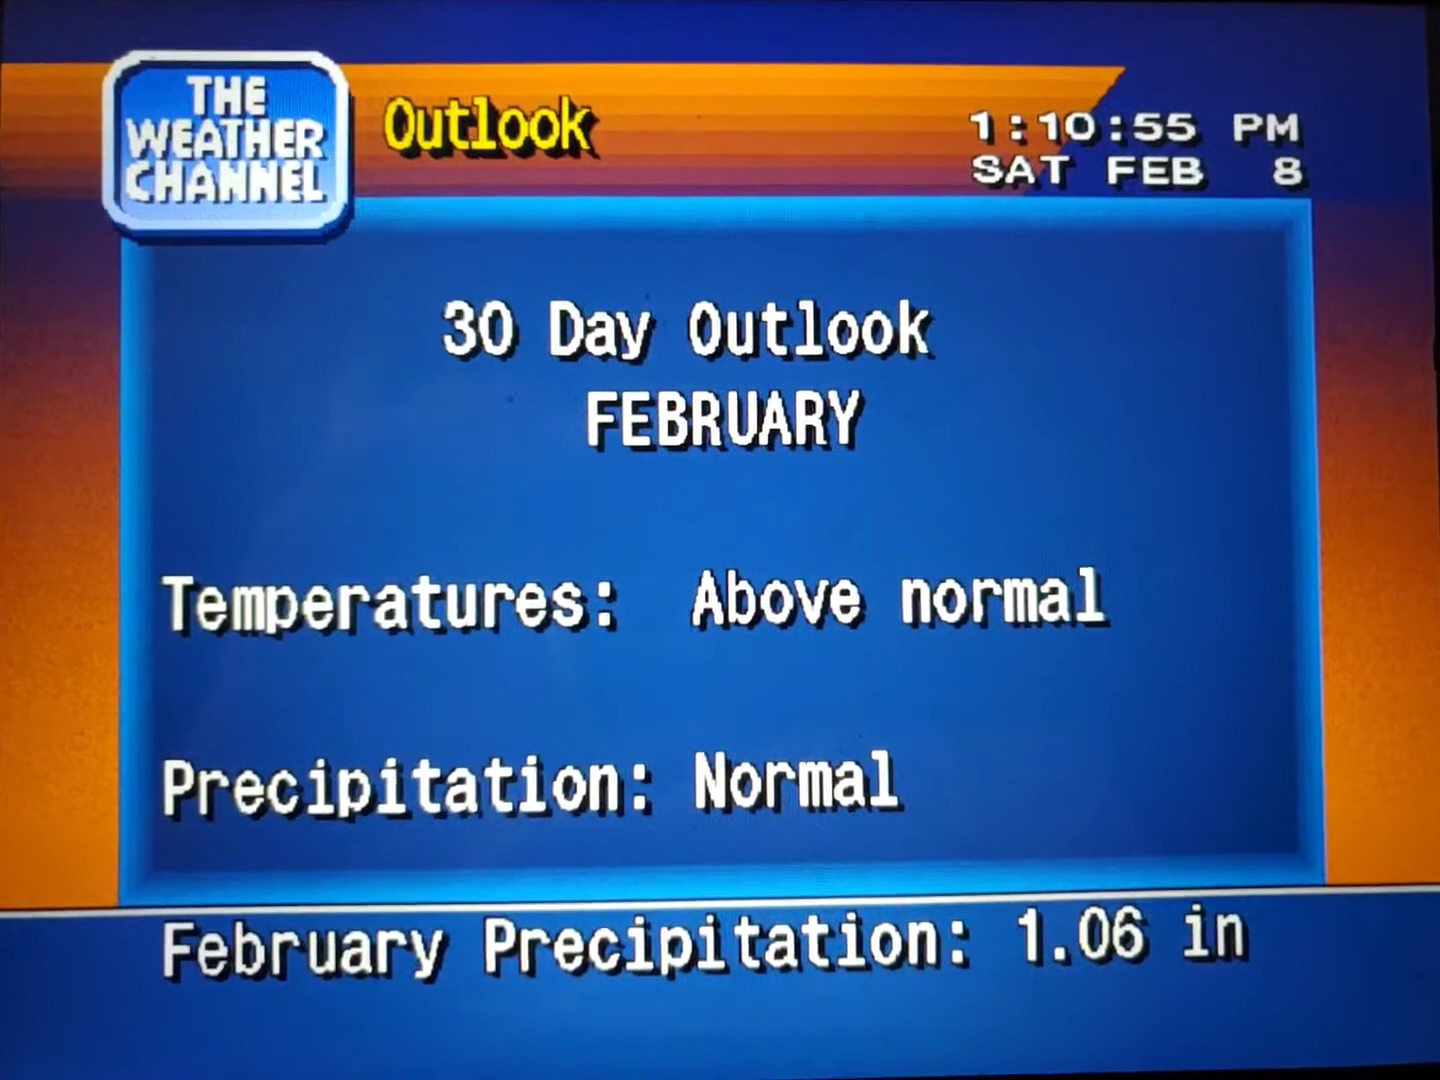 THE
WEATHER
CHANNEL
Outlook
1:10:55 PM
SAT FEB 8
30 Day Outlook
FEBRUARY
Temperatures: Above normal
Precipitation: Normal
February Precipitation: 1.06 in